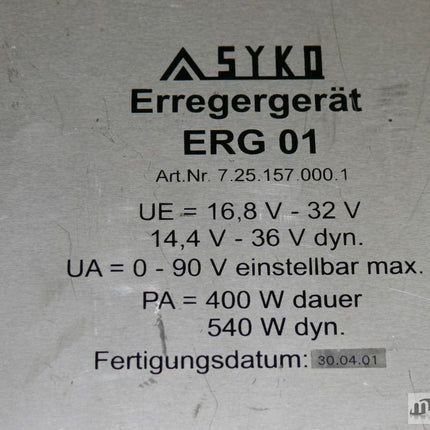 SYKO
Erregergerät
ERG 01
Art.Nr. 7.25.157.000.1
UE = 16,8 V - 32 V
14,4 V - 36 V dyn.
UA = 0 - 90 V einstellbar max.
PA = 400 W dauer
540 W dyn.
Fertigungsdatum: 30.04.01